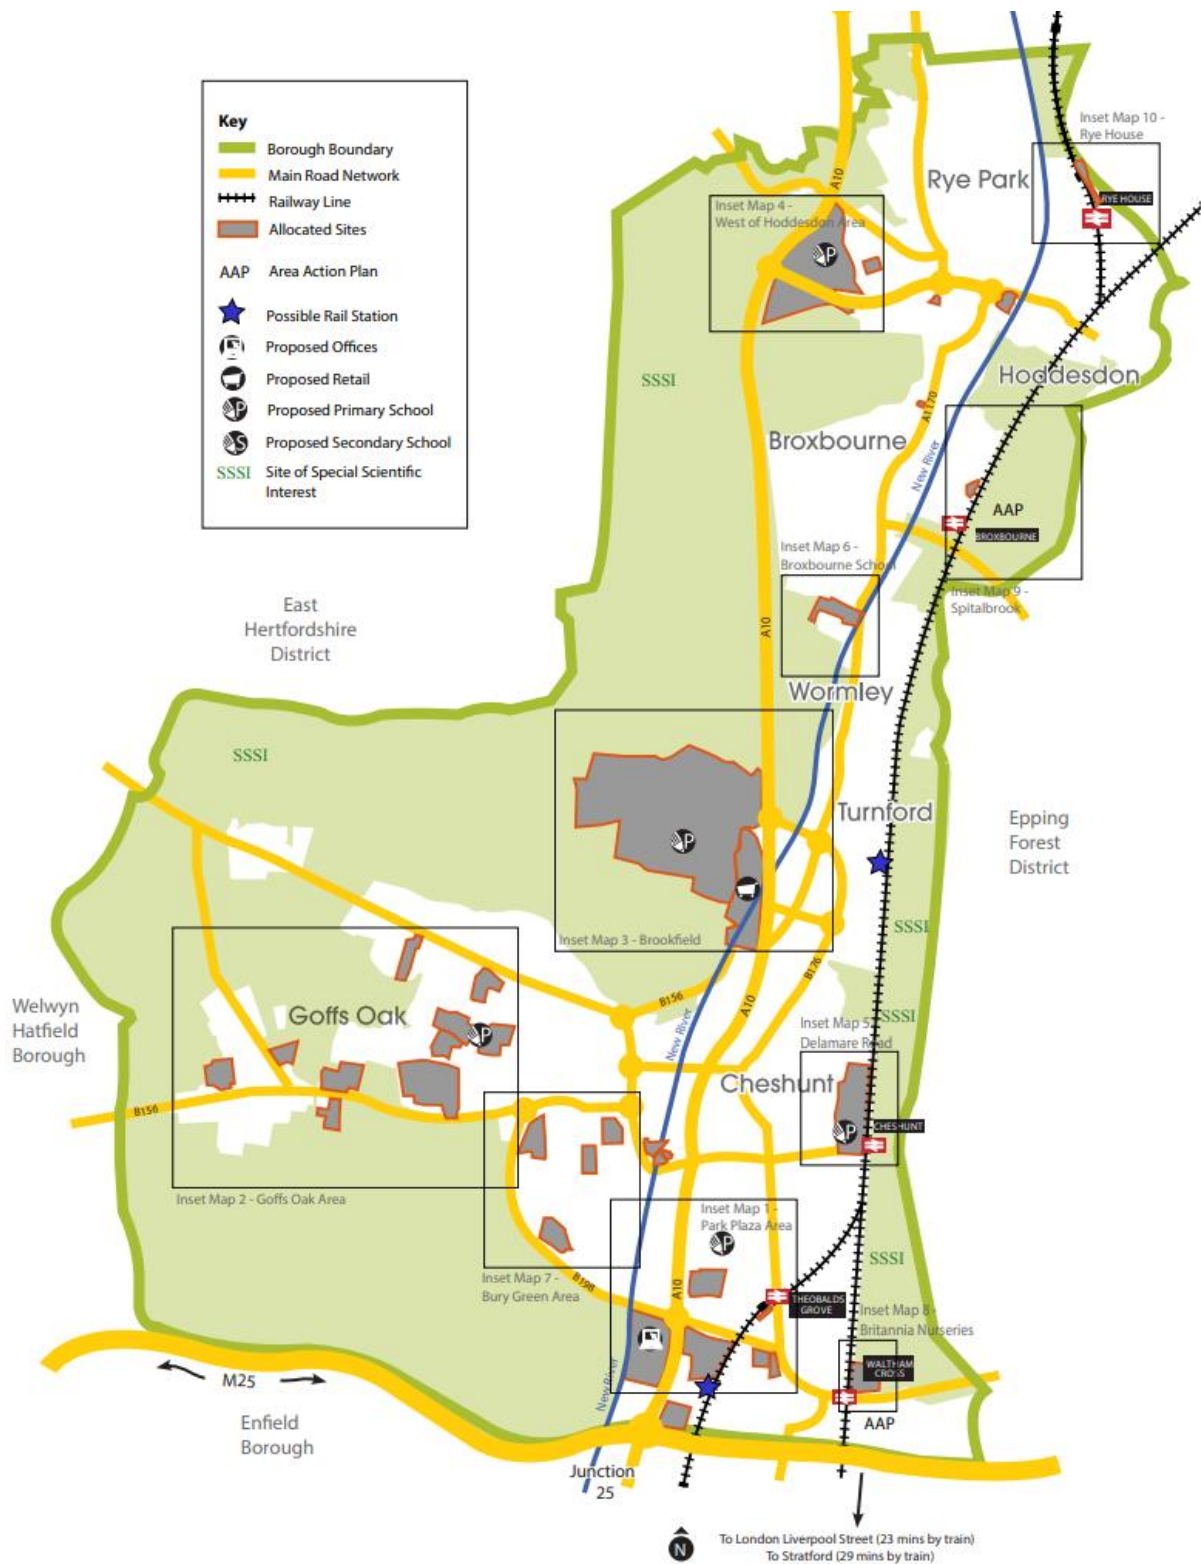 Key
Borough Boundary
Main Road Network
Railway Line
Allocated Sites
AAP Area Action Plan
Possible Rail Station
Proposed Offices
Proposed Retail
P Proposed Primary School
S Proposed Secondary School
SSSI Site of Special Scientific
Interest
Inset Map 10 -
Rye House
Rye Park
RYE HOUSE
A10
Inset Map 4 -
West of Hoddesdon Area
P
SSSI
Hoddesdon
A1170
Broxbourne
New River
AAP
BROXBOURNE
Inset Map 6 -
Broxbourne School
Inset Map 9 -
Spitalbrook
East
Hertfordshire
District
A10
Wormley
SSSI
Turnford
Epping
Forest
District
P
Inset Map 3 - Brookfield
SSSI
B176
B156
A10
New River
Welwyn
Hatfield
Borough
Goffs Oak
P
SSSI
Inset Map 5 -
Delamare Road
Cheshunt
B156
P
CHESHUNT
Inset Map 2 - Goffs Oak Area
Inset Map 1 -
Park Plaza Area
P
SSSI
Inset Map 7 -
Bury Green Area
B198
A10
THEOBALDS
GROVE
Inset Map 8 -
Britannia Nurseries
WALTHAM
CROSS
New River
M25
AAP
Enfield
Borough
Junction
25
N
To London Liverpool Street (23 mins by train)
To Stratford (29 mins by train)